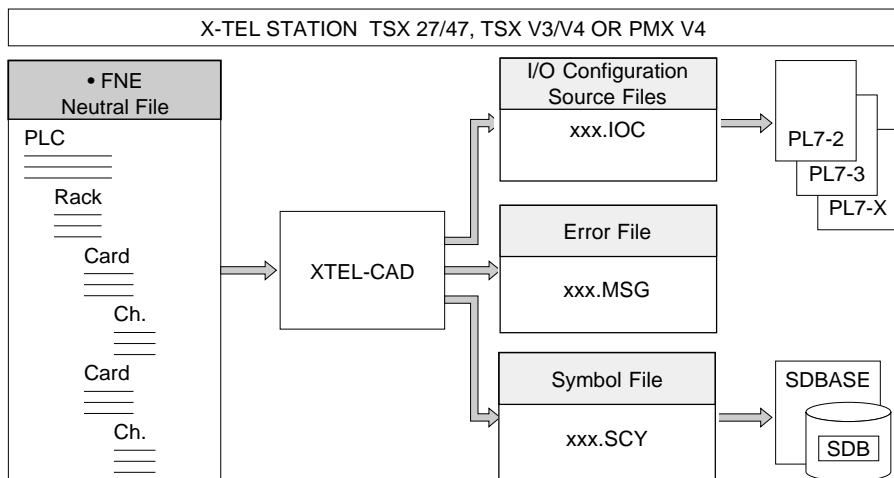 X-TEL STATION TSX 27/47, TSX V3/V4 OR PMX V4
• FNE
Neutral File
PLC
Rack
Card
Ch.
Card
Ch.
XTEL-CAD
I/O Configuration
Source Files
xxx.IOC
PL7-2
PL7-3
PL7-X
Error File
xxx.MSG
Symbol File
xxx.SCY
SDBASE
SDB